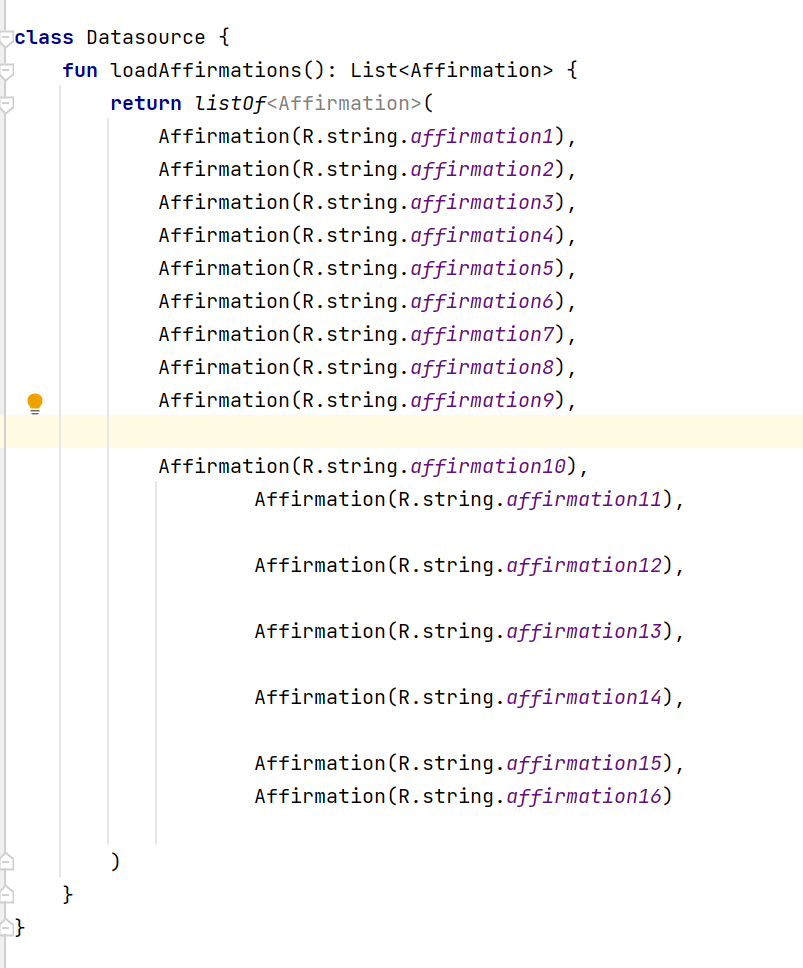 class Datasource {
    fun loadAffirmations(): List<Affirmation> {
        return listOf<Affirmation>(
            Affirmation(R.string.affirmation1),
            Affirmation(R.string.affirmation2),
            Affirmation(R.string.affirmation3),
            Affirmation(R.string.affirmation4),
            Affirmation(R.string.affirmation5),
            Affirmation(R.string.affirmation6),
            Affirmation(R.string.affirmation7),
            Affirmation(R.string.affirmation8),
            Affirmation(R.string.affirmation9),
            Affirmation(R.string.affirmation10),
                    Affirmation(R.string.affirmation11),
                    Affirmation(R.string.affirmation12),
                    Affirmation(R.string.affirmation13),
                    Affirmation(R.string.affirmation14),
                    Affirmation(R.string.affirmation15),
                    Affirmation(R.string.affirmation16)
        )
    }
}